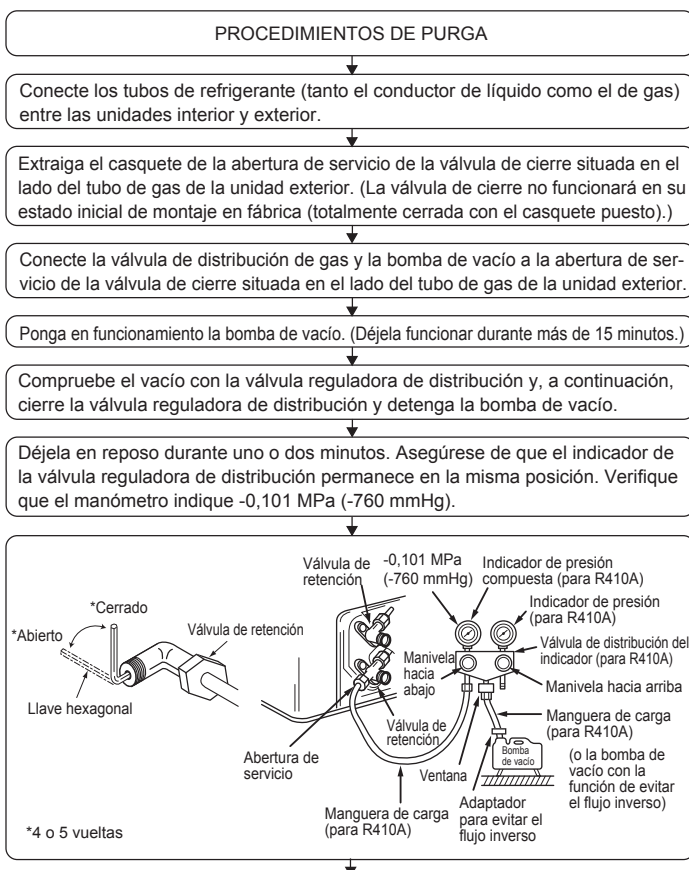 PROCEDIMIENTOS DE PURGA
Conecte los tubos de refrigerante (tanto el conductor de líquido como el de gas)
entre las unidades interior y exterior.
Extraiga el casquete de la abertura de servicio de la válvula de cierre situada en el
lado del tubo de gas de la unidad exterior. (La válvula de cierre no funcionará en su
estado inicial de montaje en fábrica (totalmente cerrada con el casquete puesto).)
Conecte la válvula de distribución de gas y la bomba de vacío a la abertura de ser-
vicio de la válvula de cierre situada en el lado del tubo de gas de la unidad exterior.
Ponga en funcionamiento la bomba de vacío. (Déjela funcionar durante más de 15 minutos.)
Compruebe el vacío con la válvula reguladora de distribución y, a continuación,
cierre la válvula reguladora de distribución y detenga la bomba de vacío.
Déjela en reposo durante uno o dos minutos. Asegúrese de que el indicador de
la válvula reguladora de distribución permanece en la misma posición. Verifique
que el manómetro indique -0,101 MPa (-760 mmHg).
*Cerrado
*Abierto
Válvula de retención
Llave hexagonal
*4 o 5 vueltas
Válvula de
retención
-0,101 MPa
(-760 mmHg)
Indicador de presión
compuesta (para R410A)
Indicador de presión
(para R410A)
Válvula de distribución del
indicador (para R410A)
Manivela
hacia
abajo
Manivela hacia arriba
Válvula de
retención
Abertura de
servicio
Manguera de carga
(para R410A)
Ventana
Manguera de carga
(para R410A)
Bomba
de vacío
(o la bomba de
vacío con la
función de evitar
el flujo inverso)
Adaptador
para evitar el
flujo inverso